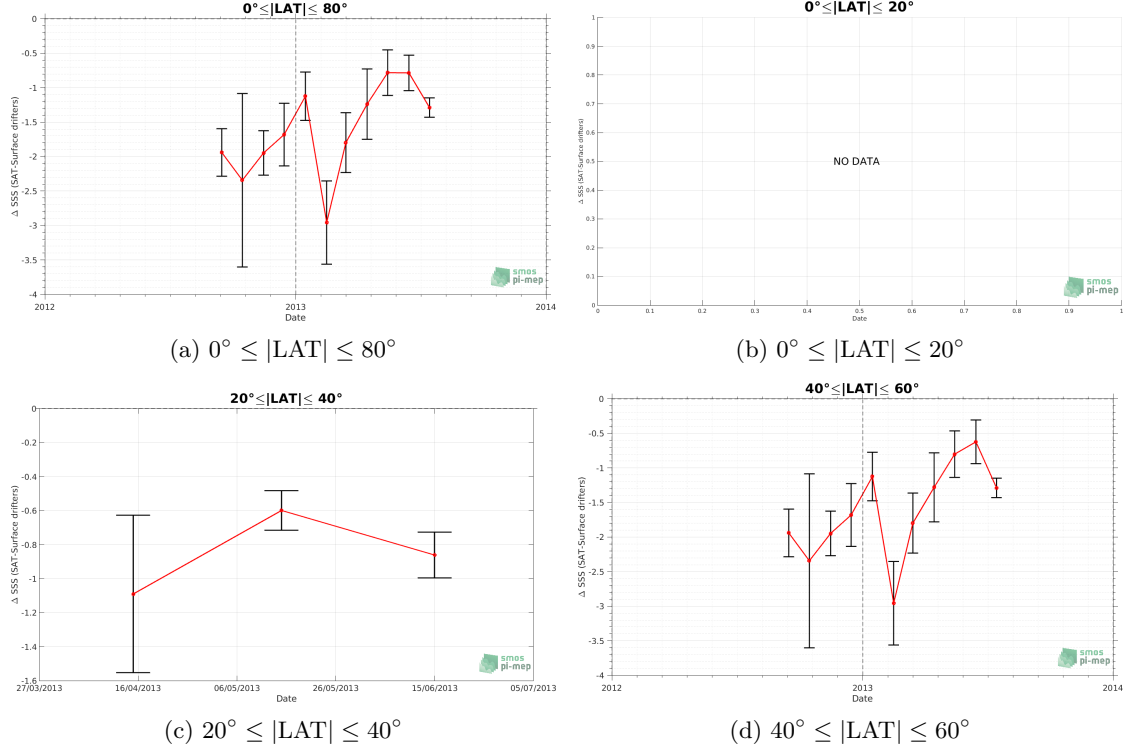 0°≤|LAT|≤ 80°
Δ SSS (SAT-Surface drifters)
0
-0.5
-1
-1.5
-2
-2.5
-3
-3.5
-4
2012
2013
2014
Date
smos
pi-mep
(a) 0° ≤ |LAT| ≤ 80°
0°≤|LAT|≤ 20°
Δ SSS (SAT-Surface drifters)
1
0.9
0.8
0.7
0.6
0.5
0.4
0.3
0.2
0.1
0
NO DATA
0
0.1
0.2
0.3
0.4
0.5
0.6
0.7
0.8
0.9
1
Date
smos
pi-mep
(b) 0° ≤ |LAT| ≤ 20°
20°≤|LAT|≤ 40°
Δ SSS (SAT-Surface drifters)
0
-0.2
-0.4
-0.6
-0.8
-1
-1.2
-1.4
-1.6
27/03/2013
16/04/2013
06/05/2013
26/05/2013
15/06/2013
05/07/2013
Date
smos
pi-mep
(c) 20° ≤ |LAT| ≤ 40°
40°≤|LAT|≤ 60°
Δ SSS (SAT-Surface drifters)
0
-0.5
-1
-1.5
-2
-2.5
-3
-3.5
-4
2012
2013
2014
Date
smos
pi-mep
(d) 40° ≤ |LAT| ≤ 60°